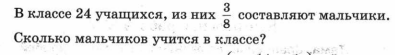 В классе 24 учащихся, из них 3/8 составляют мальчики.
Сколько мальчиков учится в классе?